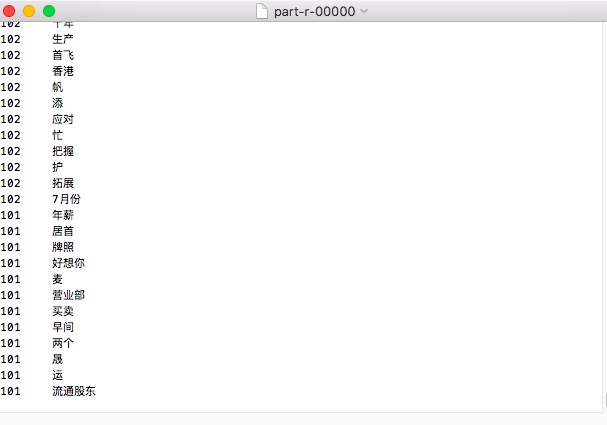 part-r-00000
102 十年
102 生产
102 首飞
102 香港
102 帆
102 添
102 应对
102 忙
102 把握
102 护
102 拓展
102 7月份
101 年薪
101 居首
101 牌照
101 好想你
101 麦
101 营业部
101 买卖
101 早间
101 两个
101 晟
101 运
101 流通股东